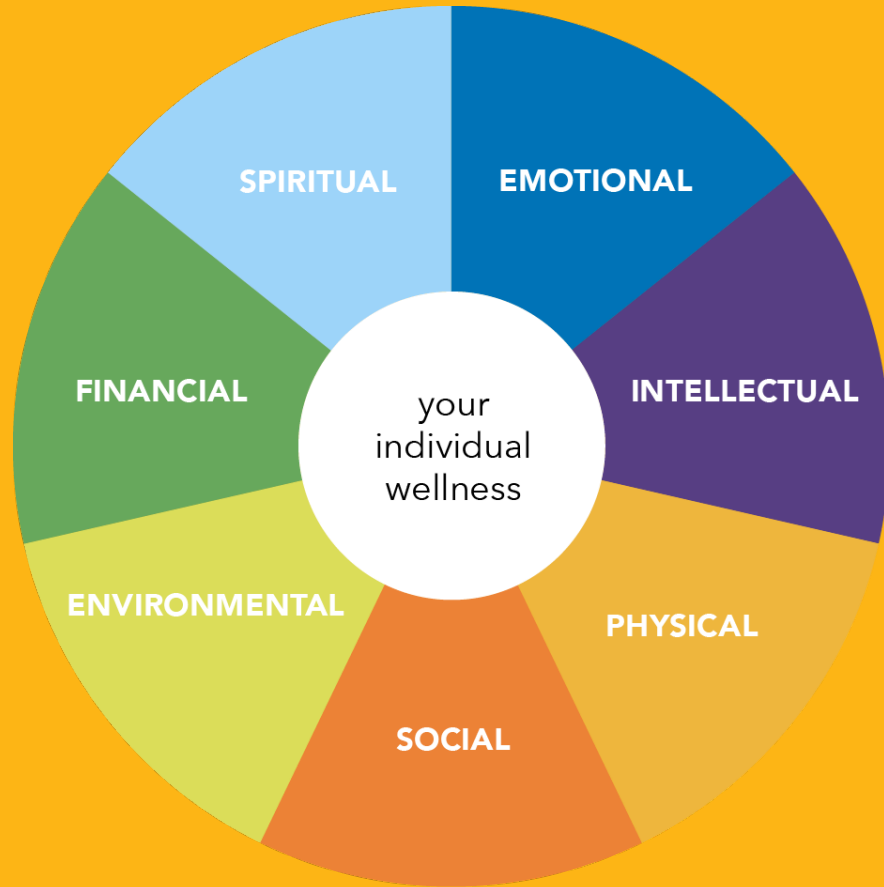 SPIRITUAL
EMOTIONAL
FINANCIAL
your
individual
wellness
INTELLECTUAL
ENVIRONMENTAL
PHYSICAL
SOCIAL